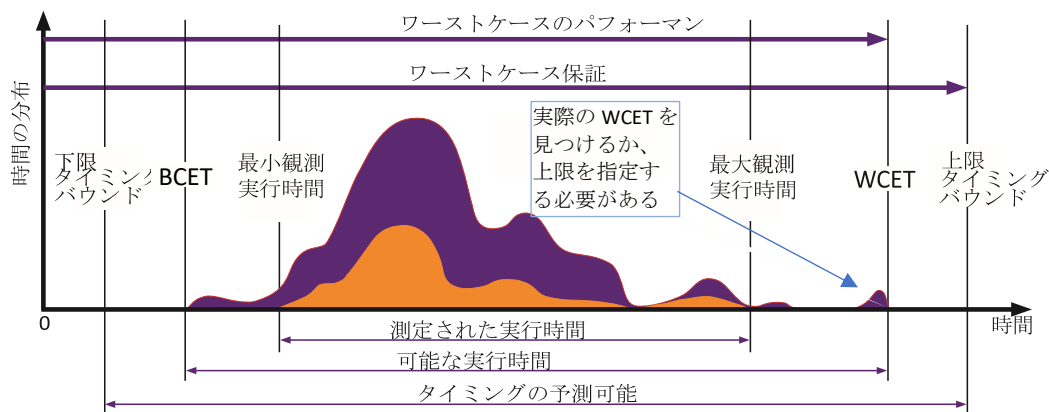 ワーストケースのパフォーマン
ワーストケース保証
時間の分布
実際の WCET を
見つけるか、
上限を指定す
る必要がある
下限
タイミング
バウンド
BCET
最小観測
実行時間
最大観測
実行時間
WCET
上限
タイミング
バウンド
0
時間
測定された実行時間
可能な実行時間
タイミングの予測可能